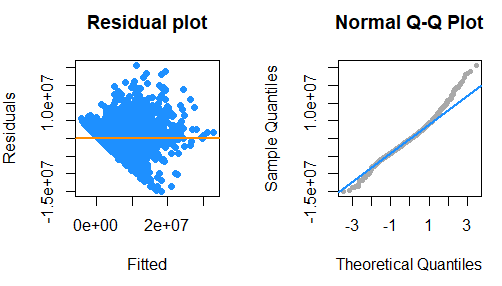 Residual plot
Residuals
-1.5e+07 1.0e+07
0e+00 2e+07
Fitted
Normal Q-Q Plot
Sample Quantiles
-1.5e+07 1.0e+07
-3 -1 1 3
Theoretical Quantiles